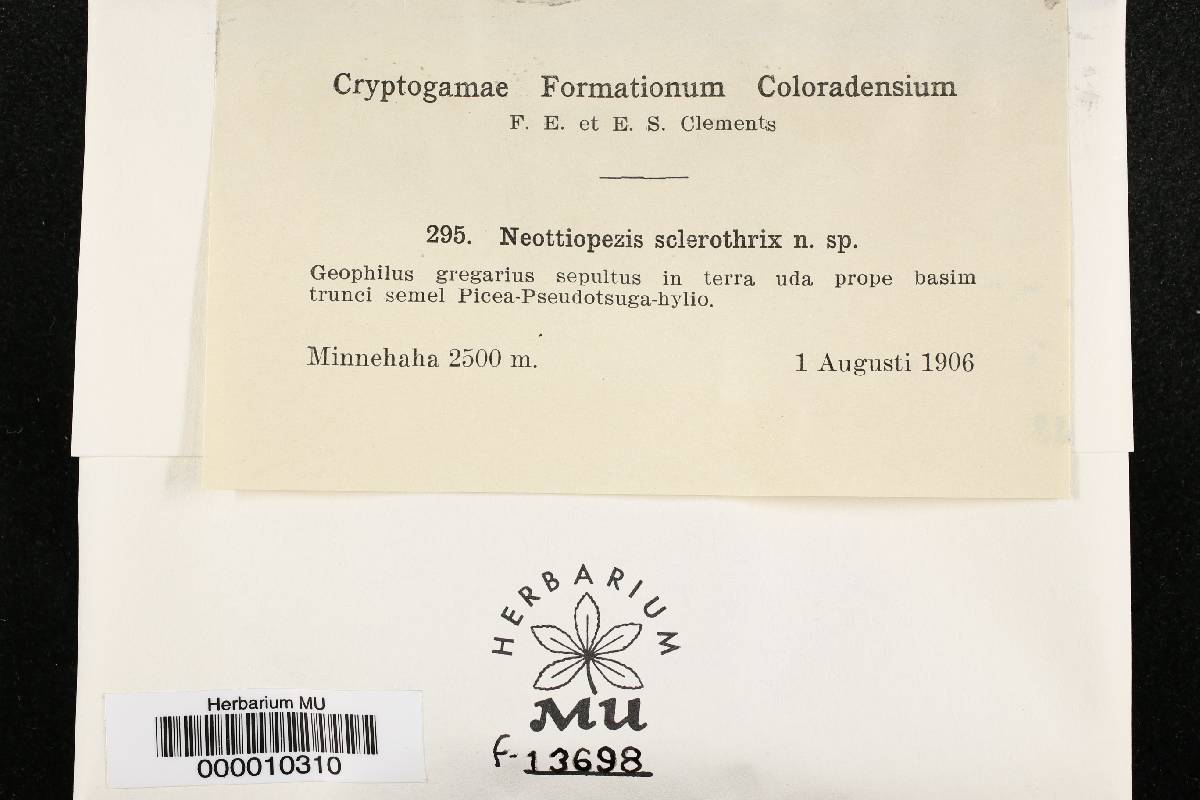 Cryptogamae Formationum Coloradensium
F. E. et E. S. Clements
295. Neottiopezis sclerothrix n. sp.
Geophilus gregarius sepultus in terra uda prope basim
trunci semel Picea-Pseudotsuga-hylio.
Minnehaha 2500 m. 1 Augusti 1906
HERBARIUM
MU
f-13698
Herbarium MU
000010310